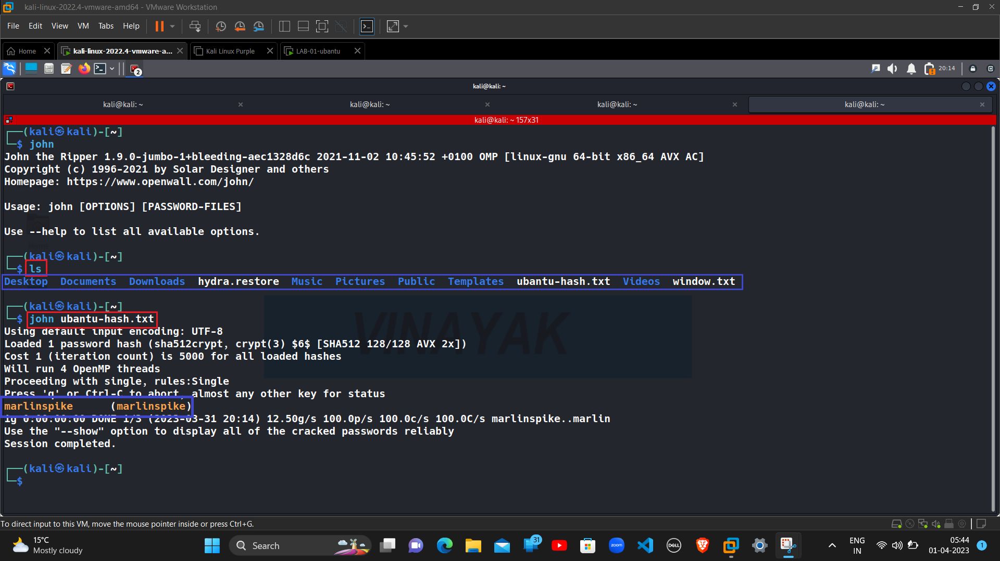 kali-linux-2022.4-vmware-amd64 - VMware Workstation
File Edit View VM Tabs Help
Home kali-linux-2022.4-vmware-a... Kali Linux Purple LAB-01-ubantu
2 20:14
kali@kali: ~
kali@kali: ~ kali@kali: ~ kali@kali: ~ kali@kali: ~
kali@kali: ~ 157x31
(kali㉿kali)-[~]
$ john
John the Ripper 1.9.0-jumbo-1+bleeding-aec1328d6c 2021-11-02 10:45:52 +0100 OMP [linux-gnu 64-bit x86_64 AVX AC]
Copyright (c) 1996-2021 by Solar Designer and others
Homepage: https://www.openwall.com/john/
Usage: john [OPTIONS] [PASSWORD-FILES]
Use --help to list all available options.
(kali㉿kali)-[~]
$ ls
Desktop Documents Downloads hydra.restore Music Pictures Public Templates ubantu-hash.txt Videos window.txt
(kali㉿kali)-[~]
$ john ubantu-hash.txt
VINAYAK
Using default input encoding: UTF-8
Loaded 1 password hash (sha512crypt, crypt(3) $6$ [SHA512 128/128 AVX 2x])
Cost 1 (iteration count) is 5000 for all loaded hashes
Will run 4 OpenMP threads
Proceeding with single, rules:Single
Press 'q' or Ctrl-C to abort, almost any other key for status
marlinspike (marlinspike)
1g 0:00:00:00 DONE 1/3 (2023-03-31 20:14) 12.50g/s 100.0p/s 100.0c/s 100.0C/s marlinspike..marlin
Use the "--show" option to display all of the cracked passwords reliably
Session completed.
(kali㉿kali)-[~]
$
To direct input to this VM, move the mouse pointer inside or press Ctrl+G.
15°C
Mostly cloudy
Search
31
zoom
DELL
ENG
IN
05:44
01-04-2023
1